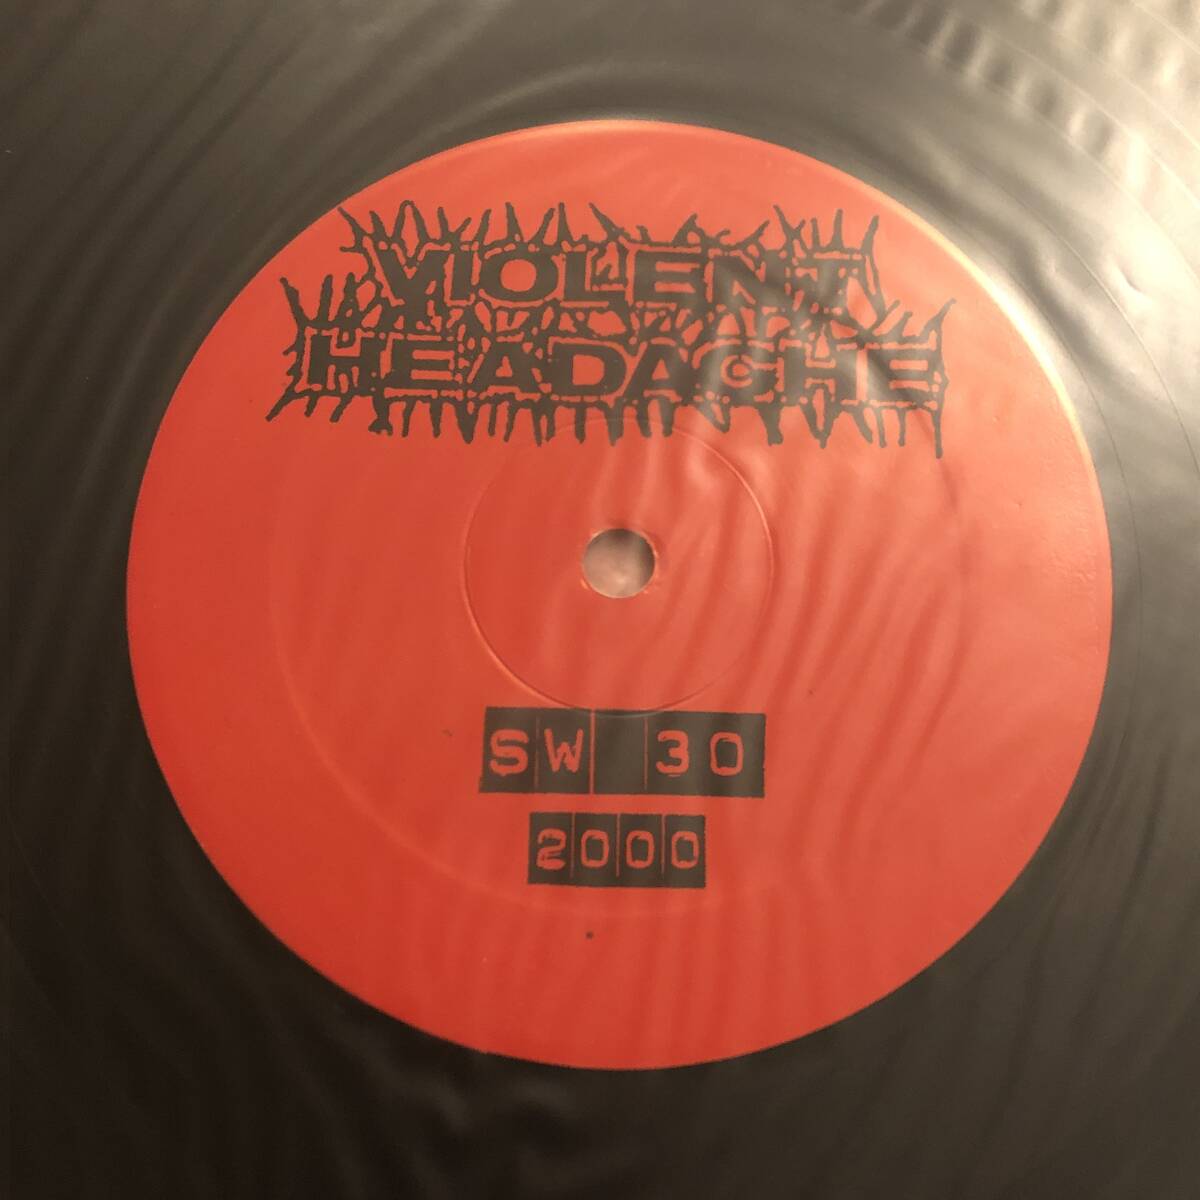 VIOLENT
HEADACHE
SW 30
2000